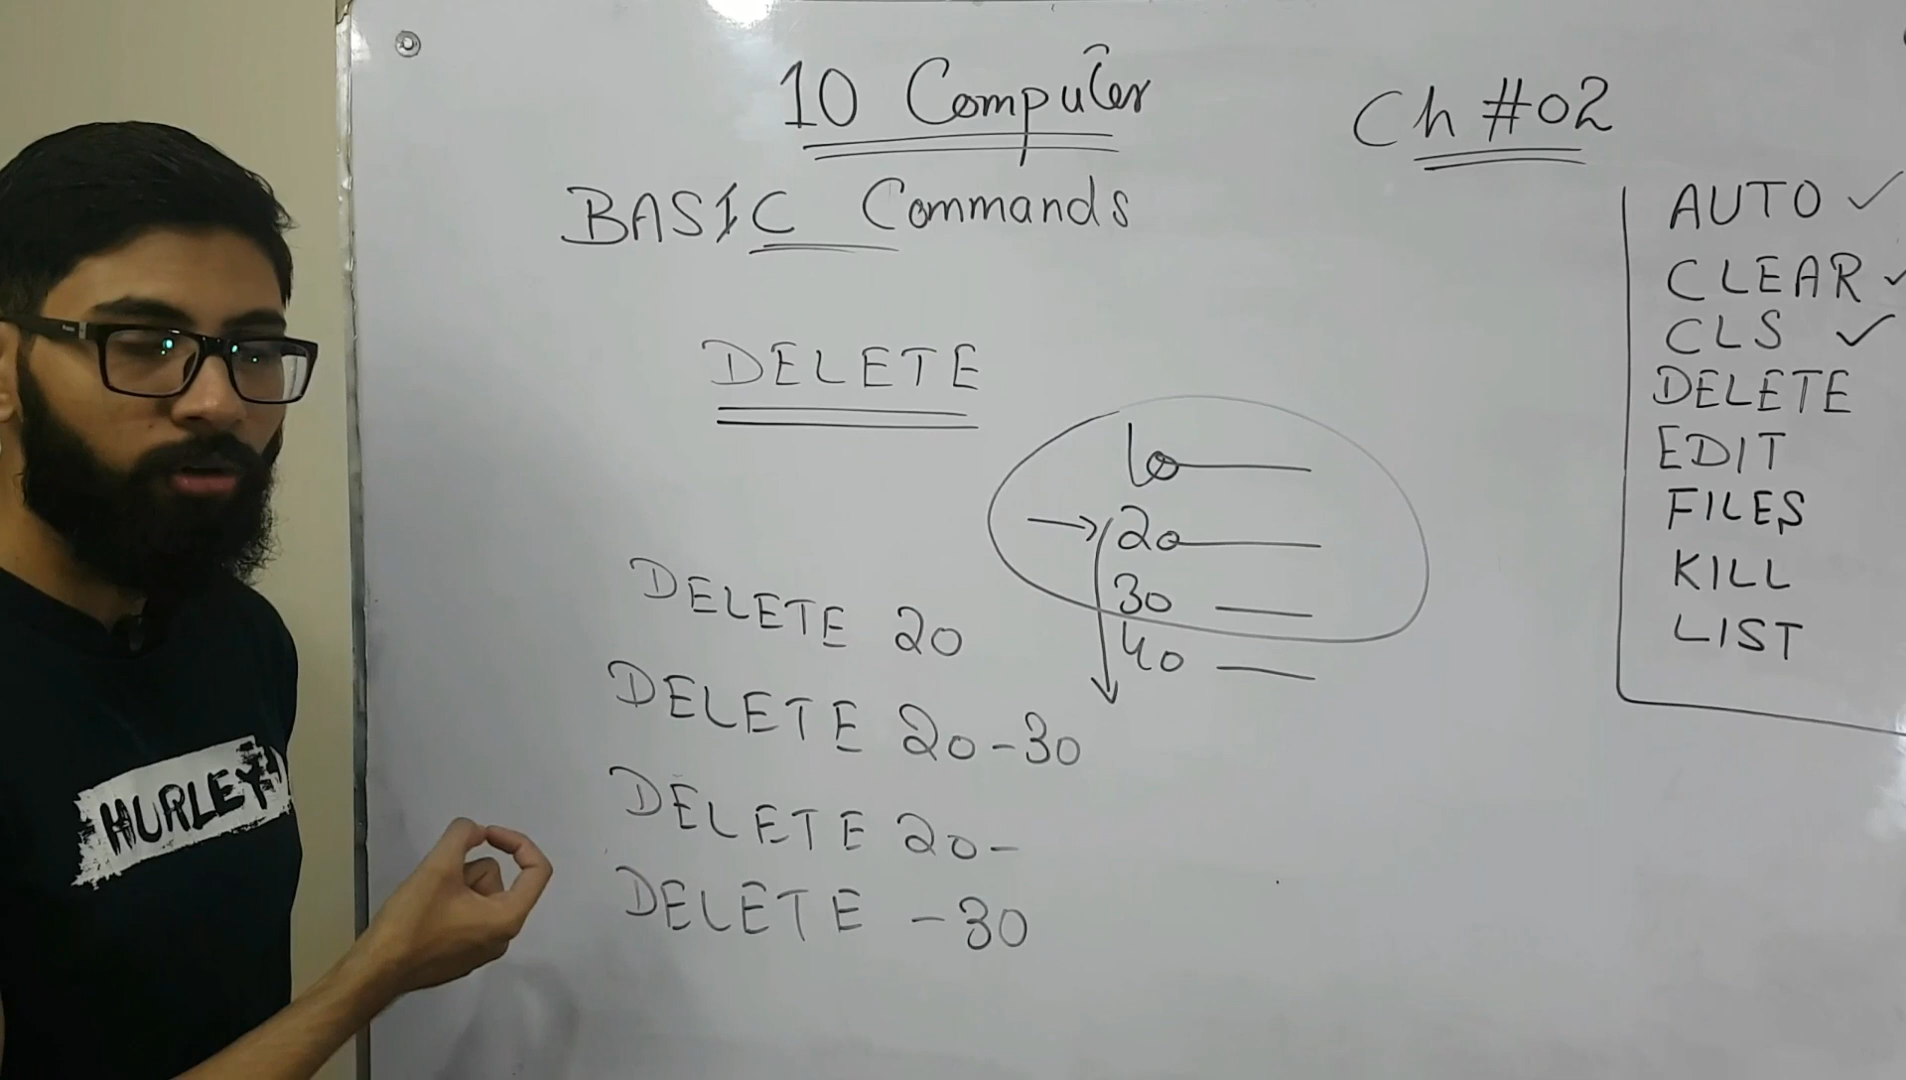 10 Computer
Ch #02
BASIC Commands
DELETE
10
20
30
40
DELETE 20
DELETE 20-30
DELETE 20-
DELETE -30
AUTO ✓
CLEAR ✓
CLS ✓
DELETE
EDIT
FILES
KILL
LIST
HURLEY